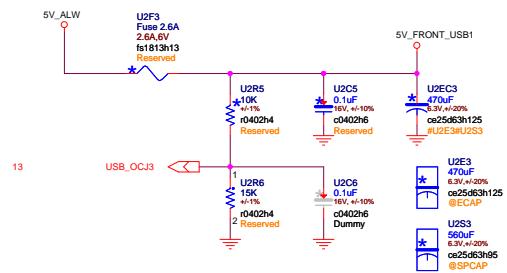 5V_ALW
U2F3
Fuse 2.6A
2.6A,6V
fs1813h13
Reserved
5V_FRONT_USB1
U2R5
10K
+/-1%
r0402h4
Reserved
U2C5
0.1uF
16V, +/-10%
c0402h6
Reserved
U2EC3
470uF
6.3V,+/-20%
ce25d63h125
#U2E3#U2S3
13
USB_OCJ3
1
U2R6
15K
+/-1%
2
r0402h4
Reserved
U2C6
0.1uF
16V, +/-10%
c0402h6
Dummy
U2E3
470uF
6.3V,+/-20%
ce25d63h125
@ECAP
U2S3
560uF
6.3V,+/-20%
ce25d63h95
@SPCAP